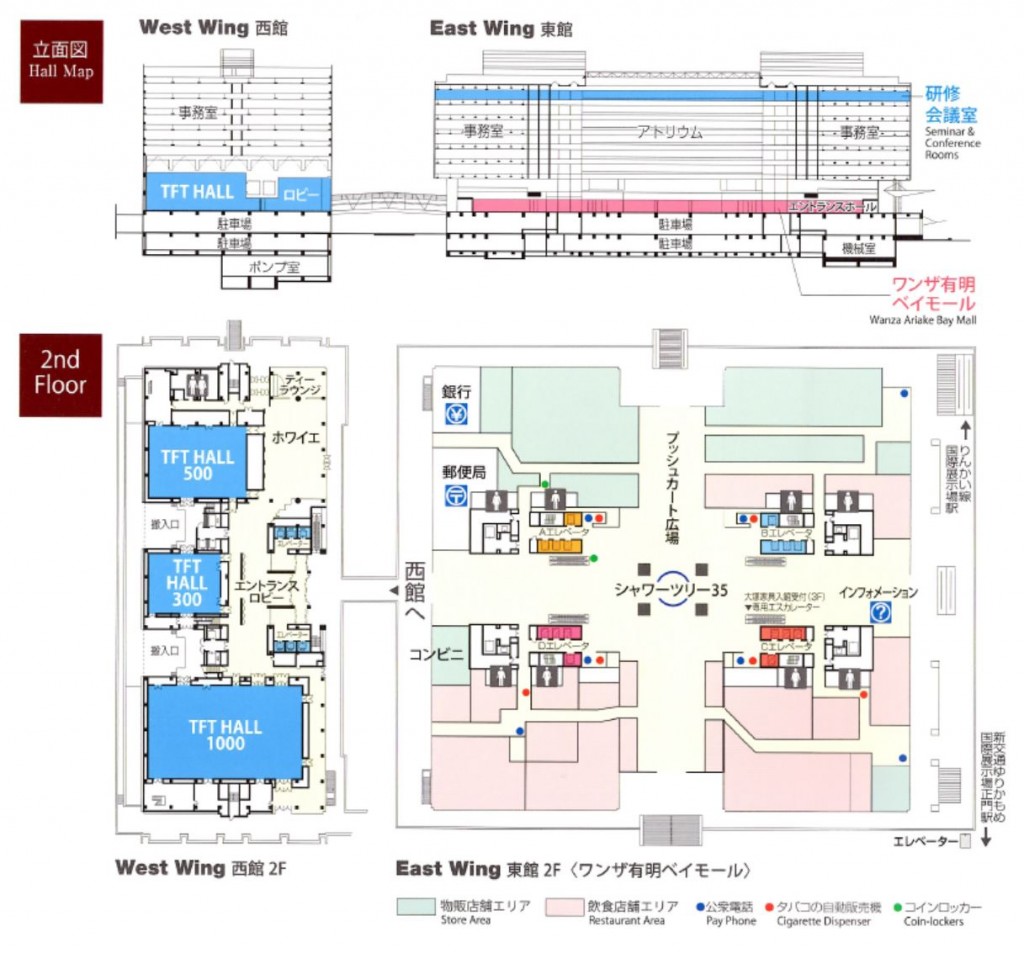 立面図
Hall Map
West Wing 西館
East Wing 東館
事務室
事務室
アトリウム
事務室
研修
会議室
Seminar &
Conference
Rooms
TFT HALL
ロビー
エントランスホール
駐車場
駐車場
駐車場
駐車場
ポンプ室
機械室
ワンザ有明
ベイモール
Wanza Ariake Bay Mall
2nd
Floor
ティー
ラウンジ
ホワイエ
TFT HALL
500
搬入口
エレベーター
TFT
HALL
300
エントランス
ロビー
搬入口
エレベーター
TFT HALL
1000
西館へ
銀行
郵便局
プッシュカート広場
Aエレベータ
Bエレベータ
シャワーツリー35
大塚家具入館受付(3F)
▼専用エスカレーター
インフォメーション
?
コンビニ
Dエレベータ
Cエレベータ
りんかい線
国際展示場駅
新交通ゆりかもめ
国際展示場正門駅
エレベーター
West Wing 西館 2F
East Wing 東館 2F〈ワンザ有明ベイモール〉
物販店舗エリア
Store Area
飲食店舗エリア
Restaurant Area
公衆電話
Pay Phone
タバコの自動販売機
Cigarette Dispenser
コインロッカー
Coin-lockers